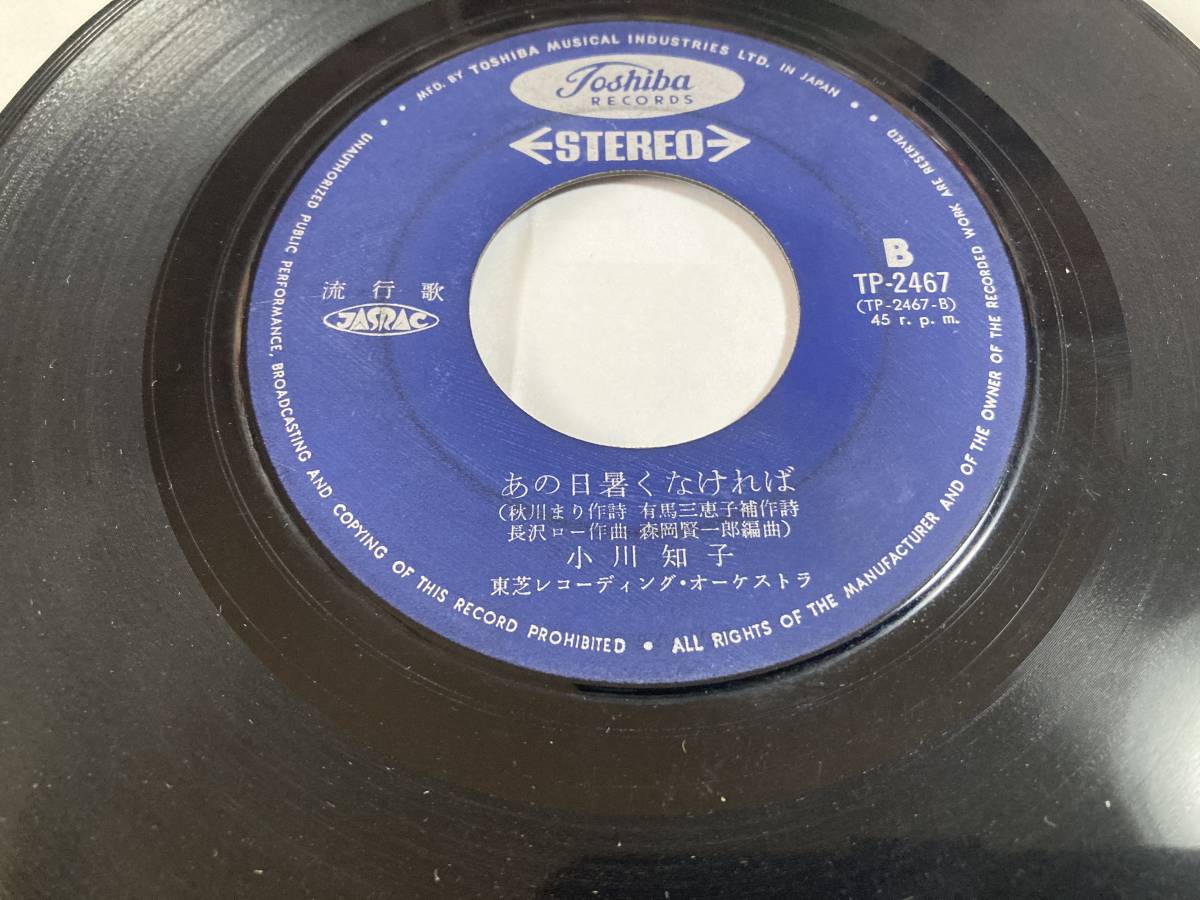 MFD. BY TOSHIBA MUSICAL INDUSTRIES LTD. IN JAPAN
Toshiba
RECORDS
STEREO
流行歌
JASRAC
B
TP-2467
(TP-2467-B)
45 r. p. m.
あの日暑くなければ
(秋川まり作詩 有馬三恵子補作詩
長沢ロー作曲 森岡賢一郎編曲)
小川知子
東芝レコーディング・オーケストラ
UNAUTHORIZED PUBLIC PERFORMANCE, BROADCASTING AND COPYING OF THIS RECORD PROHIBITED • ALL RIGHTS OF THE MANUFACTURER AND OF THE OWNER OF THE RECORDED WORK ARE RESERVED